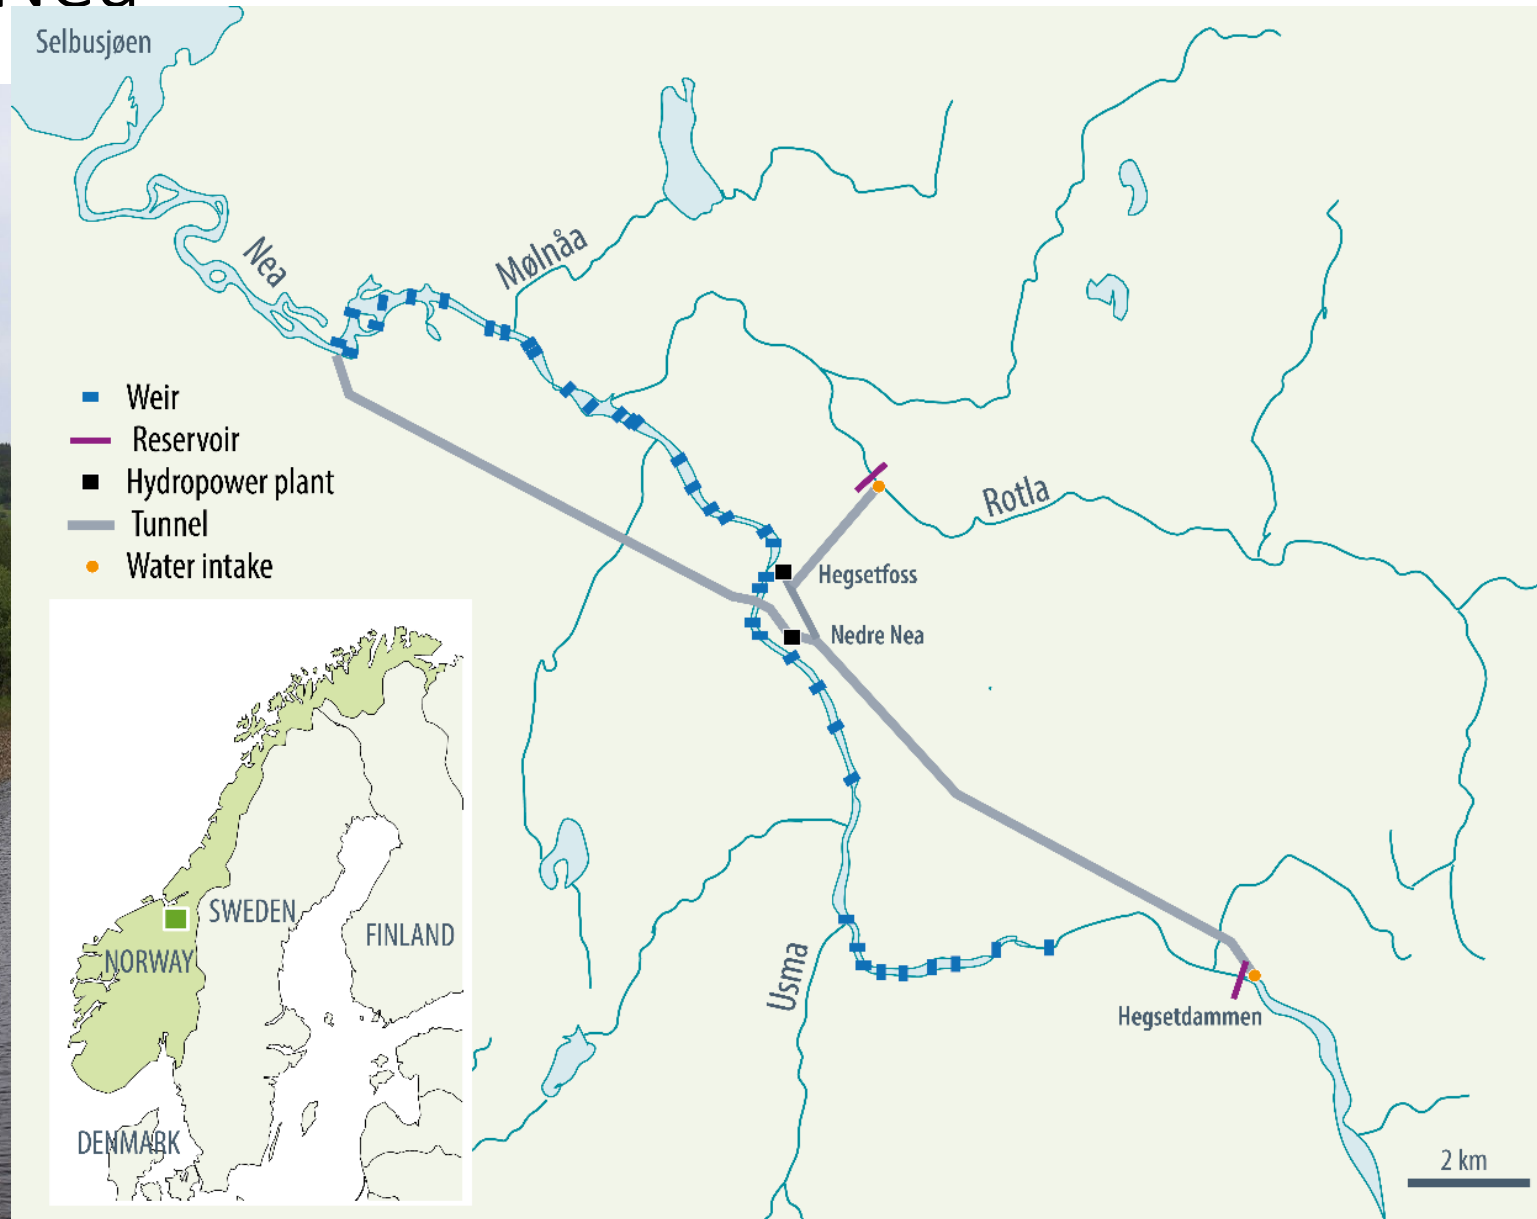 Nea
Selbusjøen
Nea
Mølnåa
Weir
Reservoir
Hydropower plant
Tunnel
Water intake
Rotla
Hegsetfoss
Nedre Nea
SWEDEN
FINLAND
NORWAY
DENMARK
Usma
Hegsetdammen
2 km